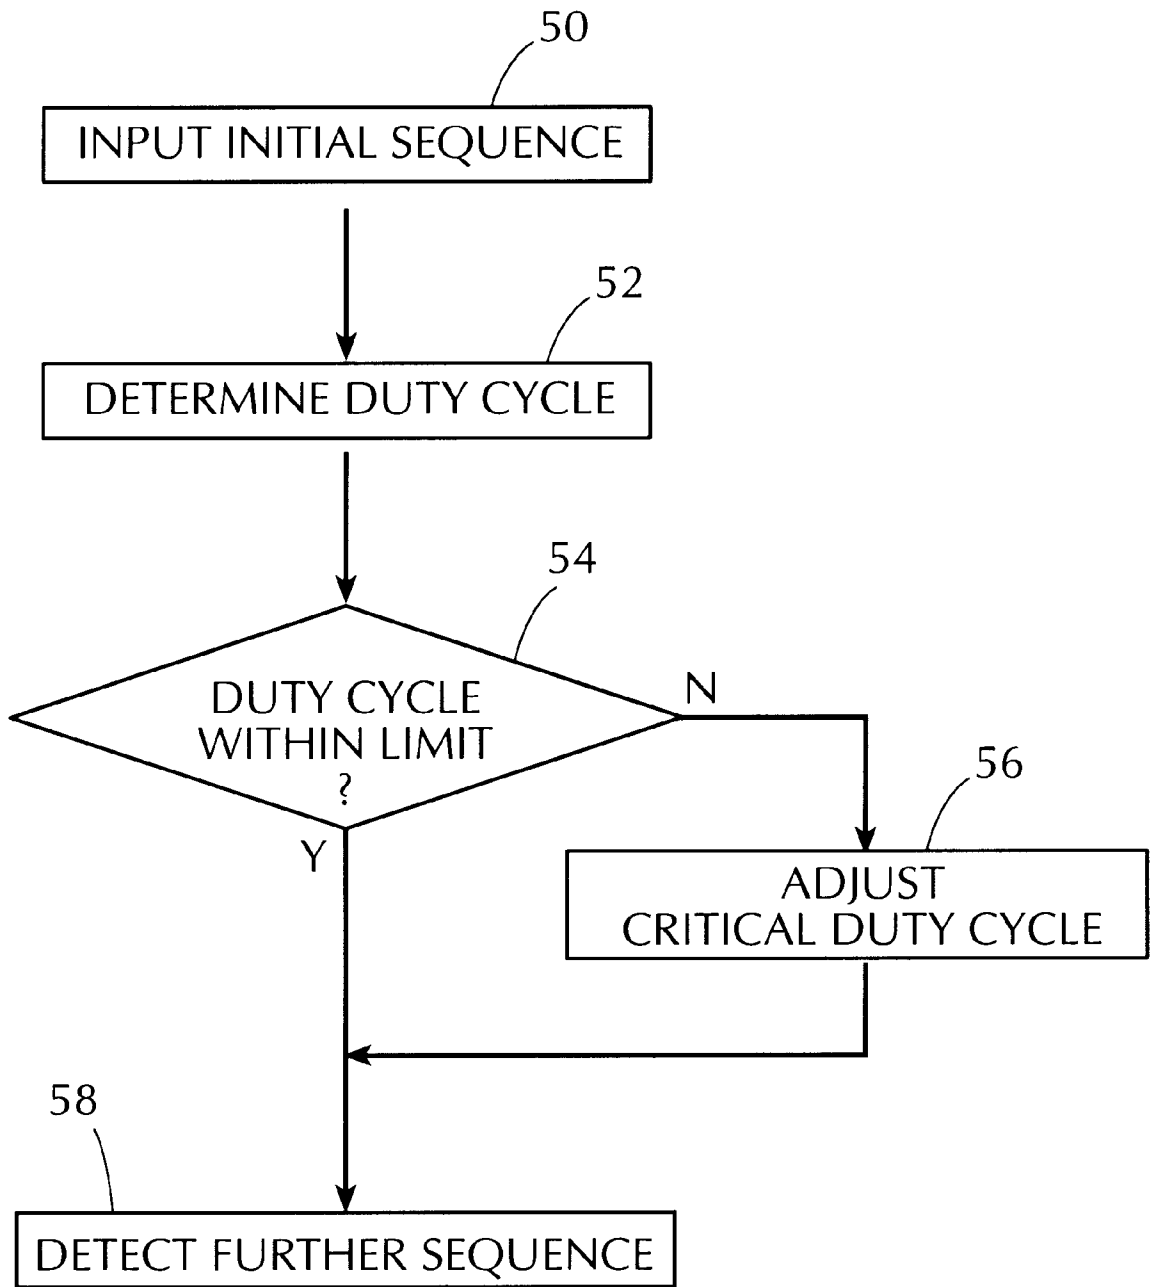 50
INPUT INITIAL SEQUENCE
52
DETERMINE DUTY CYCLE
54
DUTY CYCLE
WITHIN LIMIT
?
N
Y
56
ADJUST
CRITICAL DUTY CYCLE
58
DETECT FURTHER SEQUENCE